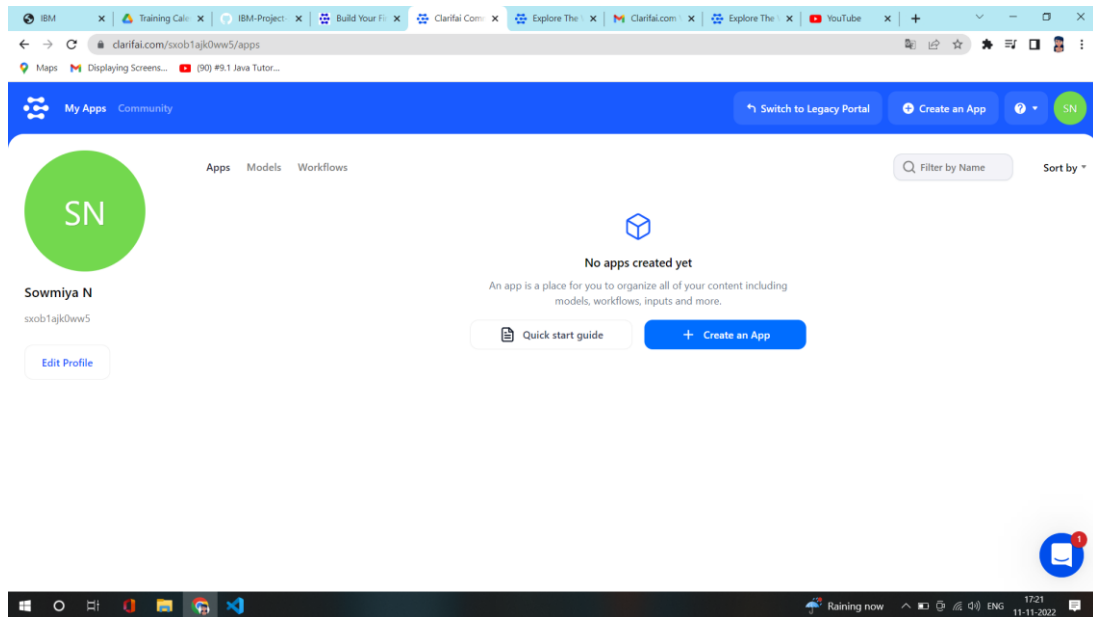 IBM
Training Cale
IBM-Project-
Build Your Fi
Clarifai Com
Explore The
Clarifai.com
Explore The
YouTube
clarifai.com/sxob1ajk0ww5/apps
Maps
Displaying Screens...
(90) #9.1 Java Tutor...
My Apps
Community
Switch to Legacy Portal
Create an App
?
SN
Apps
Models
Workflows
Filter by Name
Sort by
SN
No apps created yet
An app is a place for you to organize all of your content including
models, workflows, inputs and more.
Quick start guide
+ Create an App
Sowmiya N
sxob1ajk0ww5
Edit Profile
1
Raining now
ENG
17:21
11-11-2022